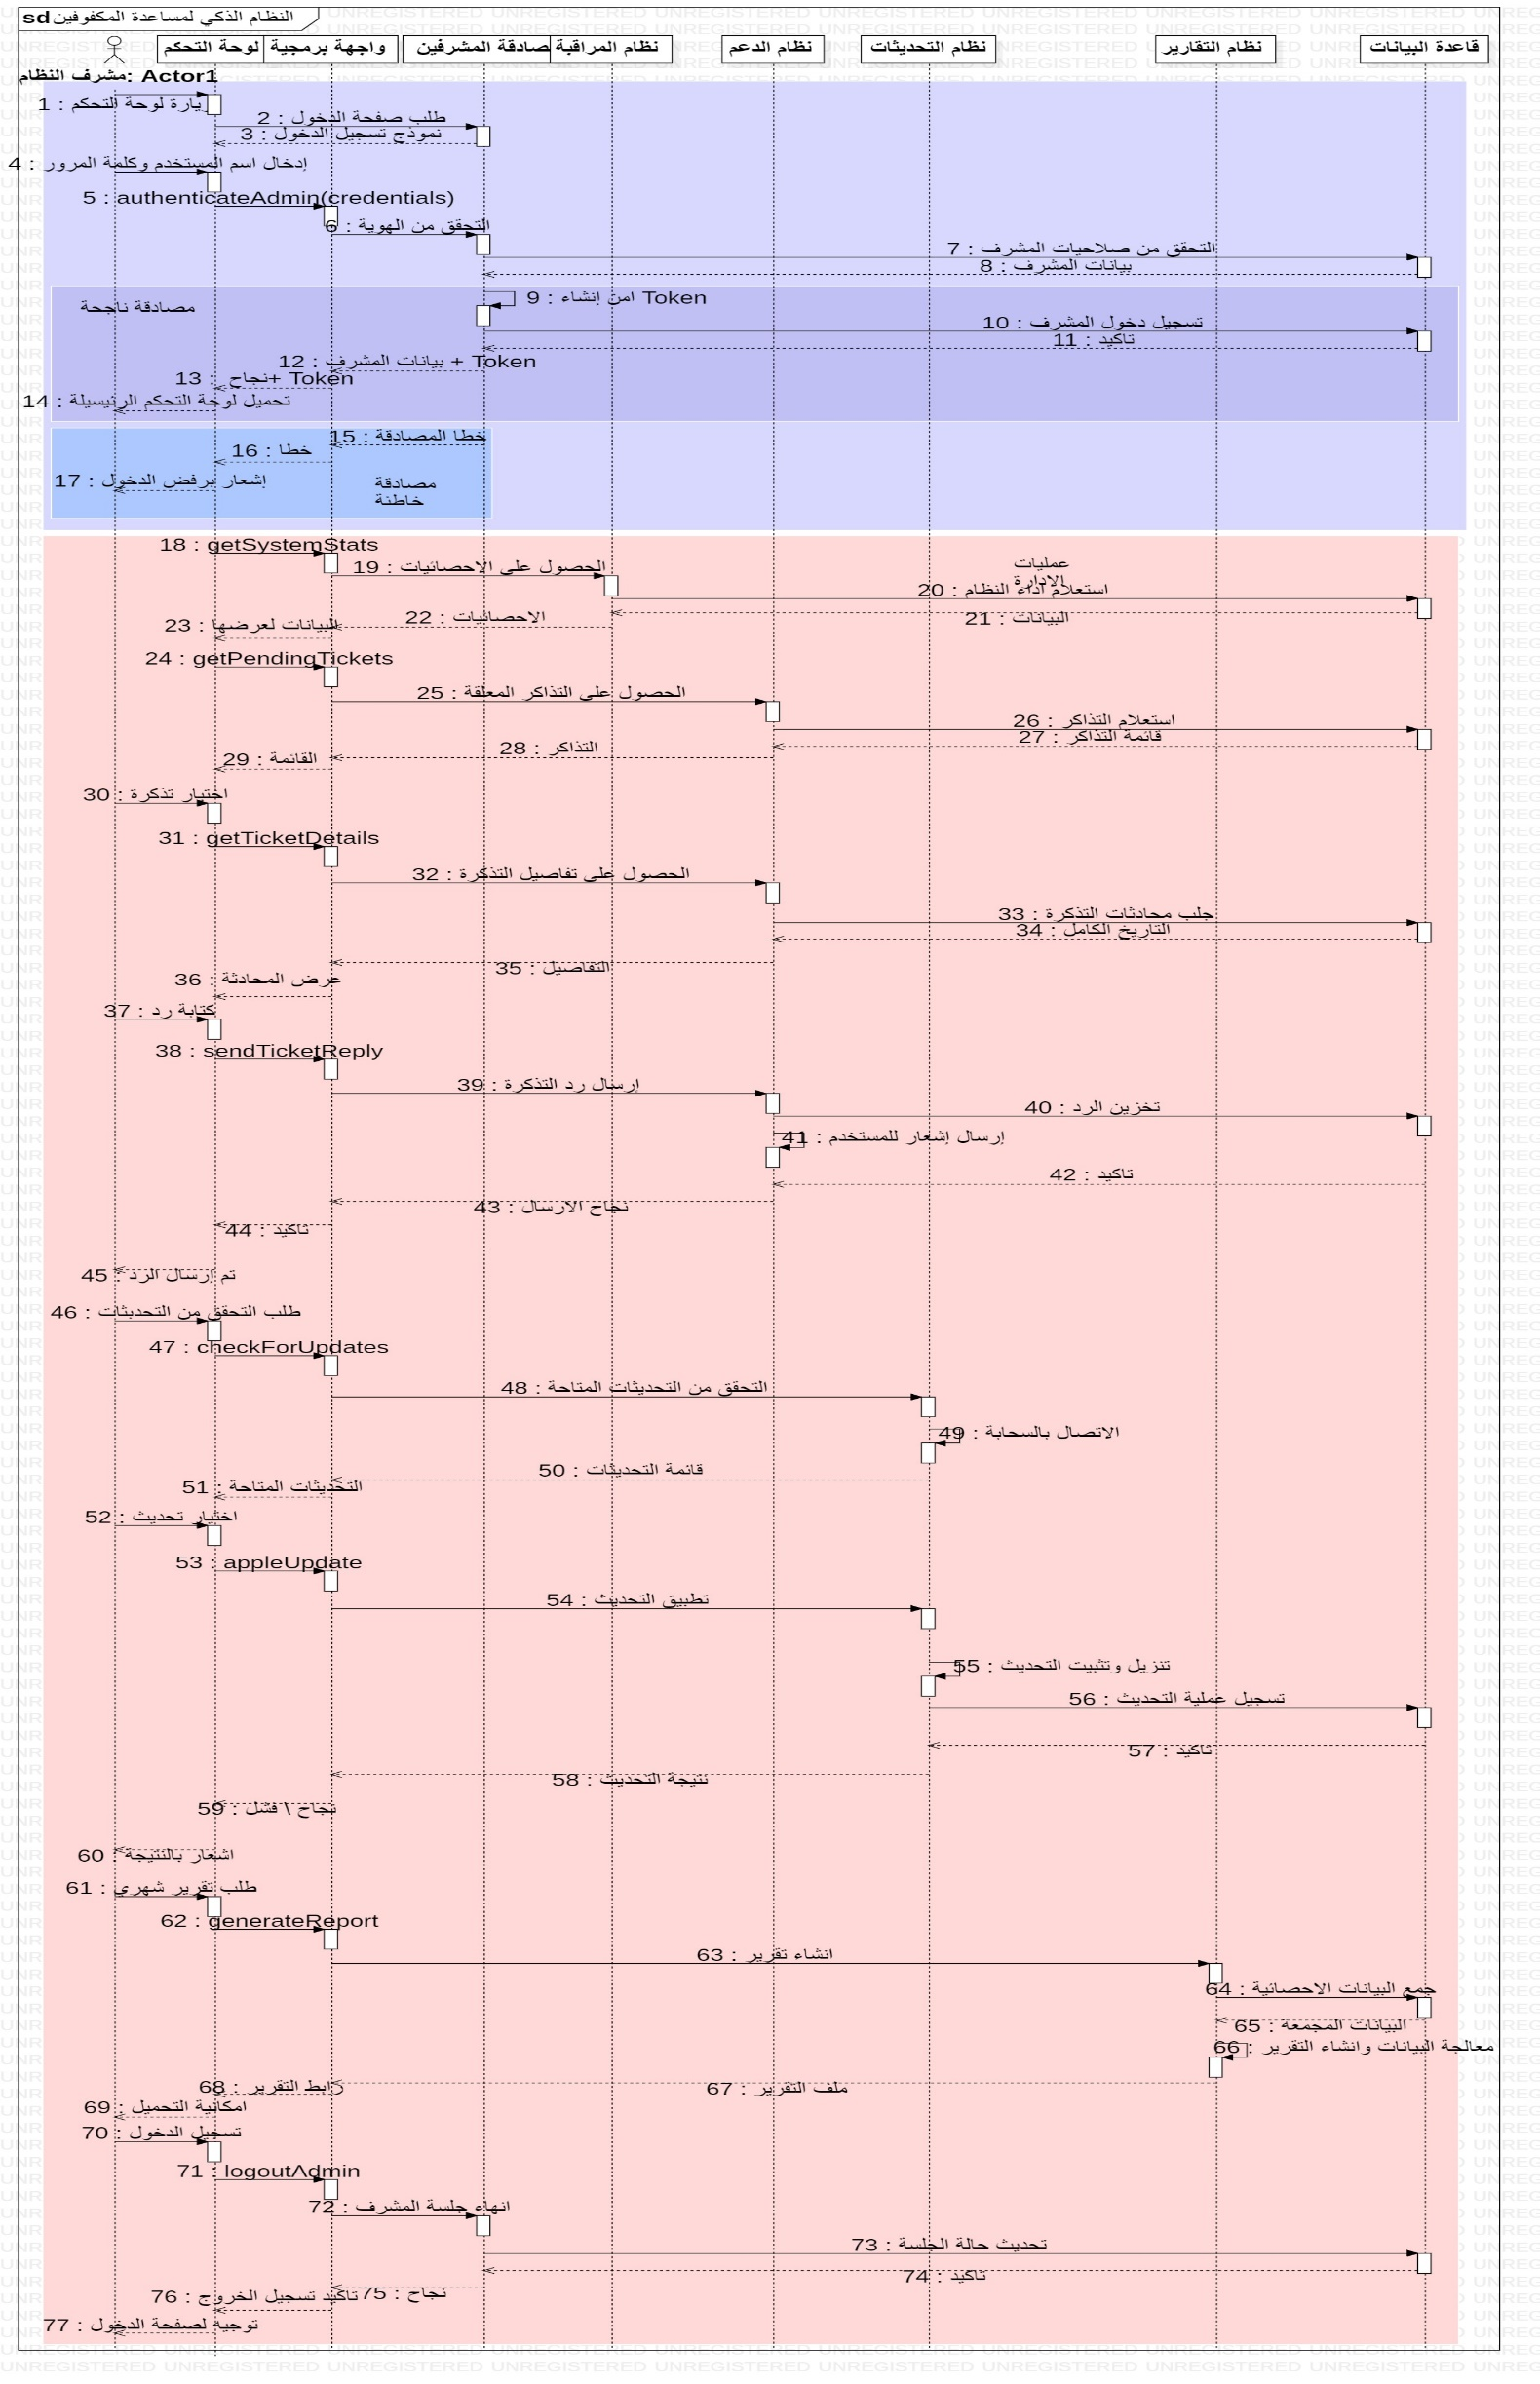 sd النظام الذكي لمساعدة المكفوفين
لوحة التحكم
واجهة برمجية
صادقة المشرفين
نظام المراقبة
نظام الدعم
نظام التحديثات
نظام التقارير
قاعدة البيانات
مشرف النظام: Actor1
1 : زيارة لوحة التحكم
2 : طلب صفحة الدخول
3 : نموذج تسجيل الدخول
4 : إدخال اسم المستخدم وكلمة المرور
5 : authenticateAdmin(credentials)
6 : التحقق من الهوية
7 : التحقق من صلاحيات المشرف
8 : بيانات المشرف
مصادقة ناجحة
9 : امن إنشاء Token
10 : تسجيل دخول المشرف
11 : تاكيد
12 : بيانات المشرف + Token
13 : نجاح+ Token
14 : تحميل لوحة التحكم الرئيسيلة
15 : خطا المصادقة
16 : خطا
17 : إشعار برفض الدخول
مصادقة
خاطئة
18 : getSystemStats
19 : الحصول على الاحصائيات
عمليات
الادارة
20 : استعلام اداء النظام
21 : البيانات
22 : الاحصائيات
23 : البيانات لعرضها
24 : getPendingTickets
25 : الحصول على التذاكر المعلقة
26 : استعلام التذاكر
27 : قائمة التذاكر
28 : التذاكر
29 : القائمة
30 : اختيار تذكرة
31 : getTicketDetails
32 : الحصول على تفاصيل التذكرة
33 : جلب محادثات التذكرة
34 : التاريخ الكامل
35 : التفاصيل
36 : عرض المحادثة
37 : كتابة رد
38 : sendTicketReply
39 : إرسال رد التذكرة
40 : تخزين الرد
41 : إرسال إشعار للمستخدم
42 : تاكيد
43 : نجاح الارسال
44 : تاكيد
45 : تم إرسال الرد
46 : طلب التحقق من التحديثات
47 : checkForUpdates
48 : التحقق من التحديثات المتاحة
49 : الاتصال بالسحابة
50 : قائمة التحديثات
51 : التحديثات المتاحة
52 : اختيار تحديث
53 : appleUpdate
54 : تطبيق التحديث
55 : تنزيل وتثبيت التحديث
56 : تسجيل عملية التحديث
57 : تاكيد
58 : نتيجة التحديث
59 : نجاح \ فشل
60 : اشعار بالنتيجة
61 : طلب تقرير شهري
62 : generateReport
63 : انشاء تقرير
64 : جمع البيانات الاحصائية
65 : البيانات المجمعة
66 : معالجة البيانات وانشاء التقرير
67 : ملف التقرير
68 : رابط التقرير
69 : امكانية التحميل
70 : تسجيل الدخول
71 : logoutAdmin
72 : انهاء جلسة المشرف
73 : تحديث حالة الجلسة
74 : تاكيد
75 : نجاح
76 : تاكيد تسجيل الخروج
77 : توجيه لصفحة الدخول
UNREGISTERED UNREGISTERED UNREGISTERED UNREGISTERED UNREGISTERED UNREGISTERED UNREGISTERED UNREGISTERED UNREGISTERED